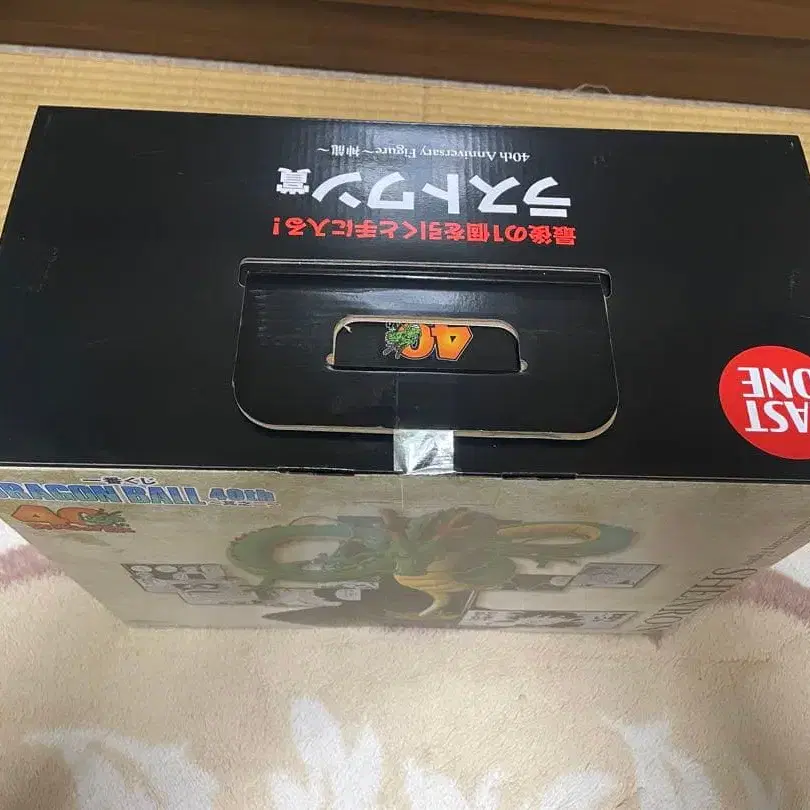 最後の1個を引くと手に入る!
ラストワン賞
40th Anniversary Figure～神龍～
40
LAST
ONE
DRAGON BALL 40th
一番くじ
40